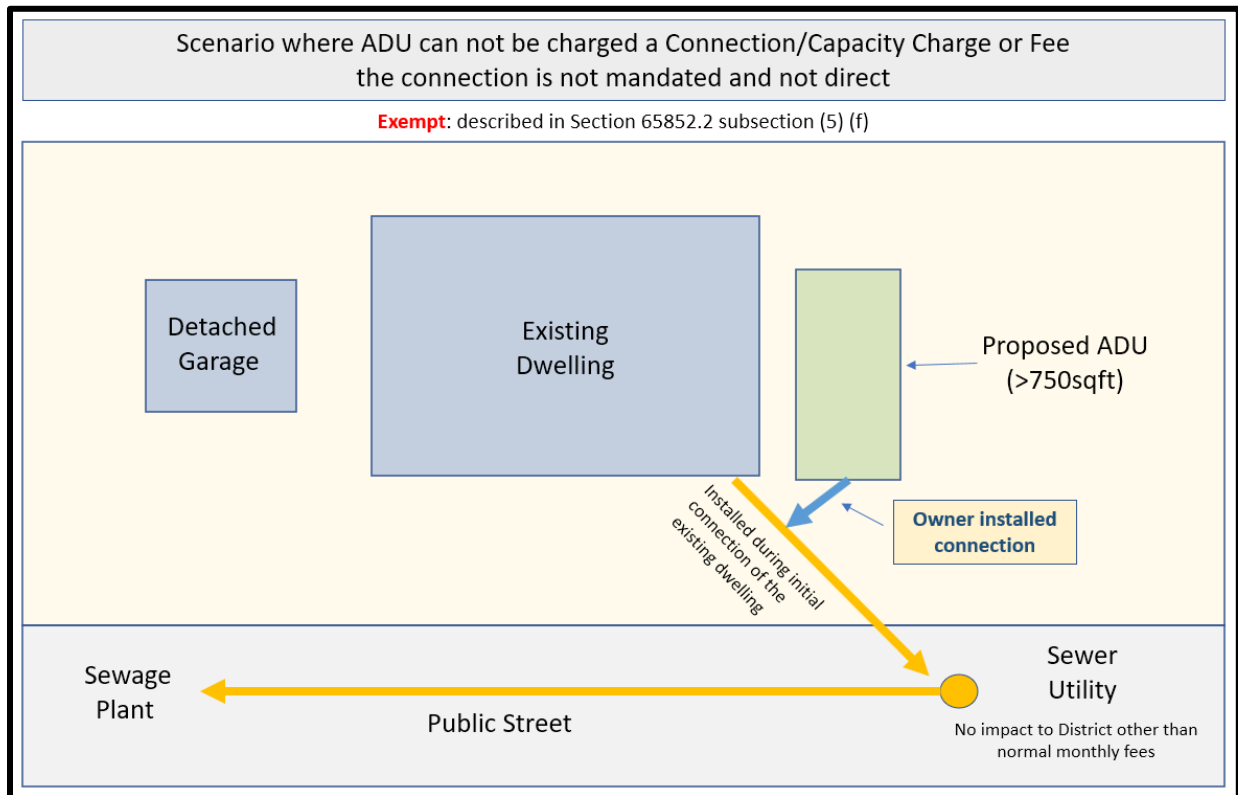 Scenario where ADU can not be charged a Connection/Capacity Charge or Fee
the connection is not mandated and not direct
Exempt: described in Section 65852.2 subsection (5) (f)
Detached
Garage
Existing
Dwelling
Proposed ADU
(>750sqft)
Installed during initial
connection of the
existing dwelling
Owner installed
connection
Sewage
Plant
Public Street
Sewer
Utility
No impact to District other than
normal monthly fees